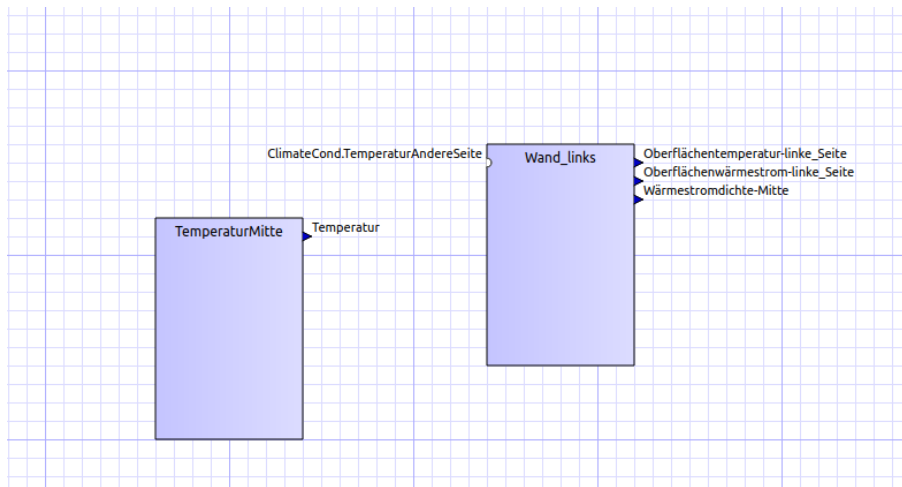 ClimateCond.TemperaturAndereSeite
Wand_links
Oberflächentemperatur-linke_Seite
Oberflächenwärmestrom-linke_Seite
Wärmestromdichte-Mitte
TemperaturMitte
Temperatur